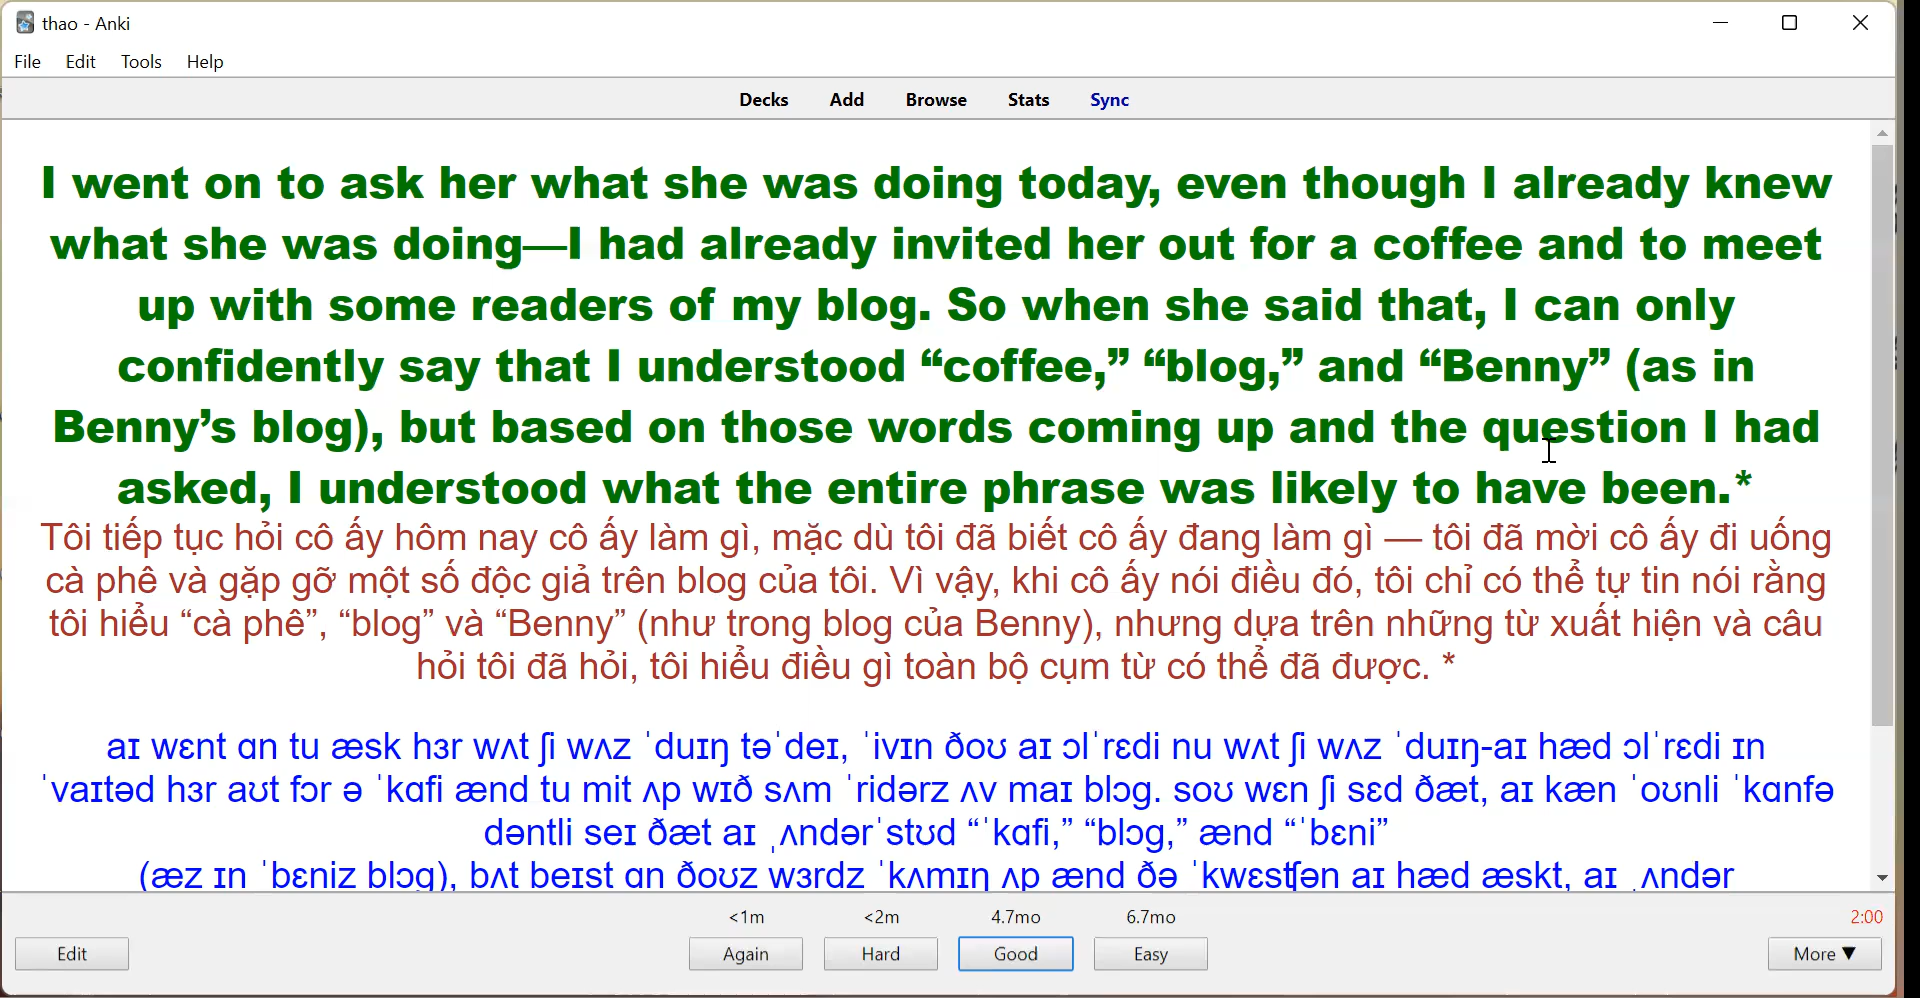 thao - Anki
File Edit Tools Help
Decks Add Browse Stats Sync
I went on to ask her what she was doing today, even though I already knew
what she was doing—I had already invited her out for a coffee and to meet
up with some readers of my blog. So when she said that, I can only
confidently say that I understood “coffee,” “blog,” and “Benny” (as in
Benny’s blog), but based on those words coming up and the question I had
asked, I understood what the entire phrase was likely to have been.*
Tôi tiếp tục hỏi cô ấy hôm nay cô ấy làm gì, mặc dù tôi đã biết cô ấy đang làm gì — tôi đã mời cô ấy đi uống
cà phê và gặp gỡ một số độc giả trên blog của tôi. Vì vậy, khi cô ấy nói điều đó, tôi chỉ có thể tự tin nói rằng
tôi hiểu “cà phê”, “blog” và “Benny” (như trong blog của Benny), nhưng dựa trên những từ xuất hiện và câu
hỏi tôi đã hỏi, tôi hiểu điều gì toàn bộ cụm từ có thể đã được. *
aɪ wɛnt ɑn tu æsk hɜr wʌt ʃi wʌz ˈduɪŋ təˈdeɪ, ˈivɪn ðoʊ aɪ ɔlˈrɛdi nu wʌt ʃi wʌz ˈduɪŋ-aɪ hæd ɔlˈrɛdi ɪn
ˈvaɪtəd hɜr aʊt fɔr ə ˈkɑfi ænd tu mit ʌp wɪð sʌm ˈridərz ʌv maɪ blɔg. soʊ wɛn ʃi sɛd ðæt, aɪ kæn ˈoʊnli ˈkɑnfə
dəntli seɪ ðæt aɪ ˌʌndərˈstʊd “ˈkɑfi,” “blɔg,” ænd “ˈbɛni”
(æz ɪn ˈbɛniz blɔg), bʌt beɪst ɑn ðoʊz wɜrdz ˈkʌmɪŋ ʌp ænd ðə ˈkwɛsʧən aɪ hæd æskt, aɪ ˌʌndər
<1m <2m 4.7mo 6.7mo 2:00
Edit Again Hard Good Easy More ▼